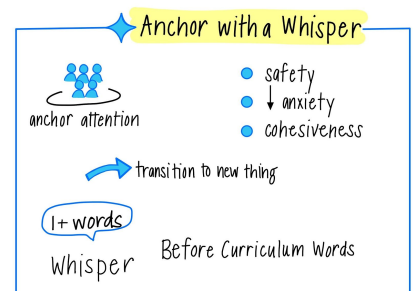 Anchor with a Whisper
anchor attention
safety
↓ anxiety
cohesiveness
transition to new thing
1+ words
Whisper
Before Curriculum Words